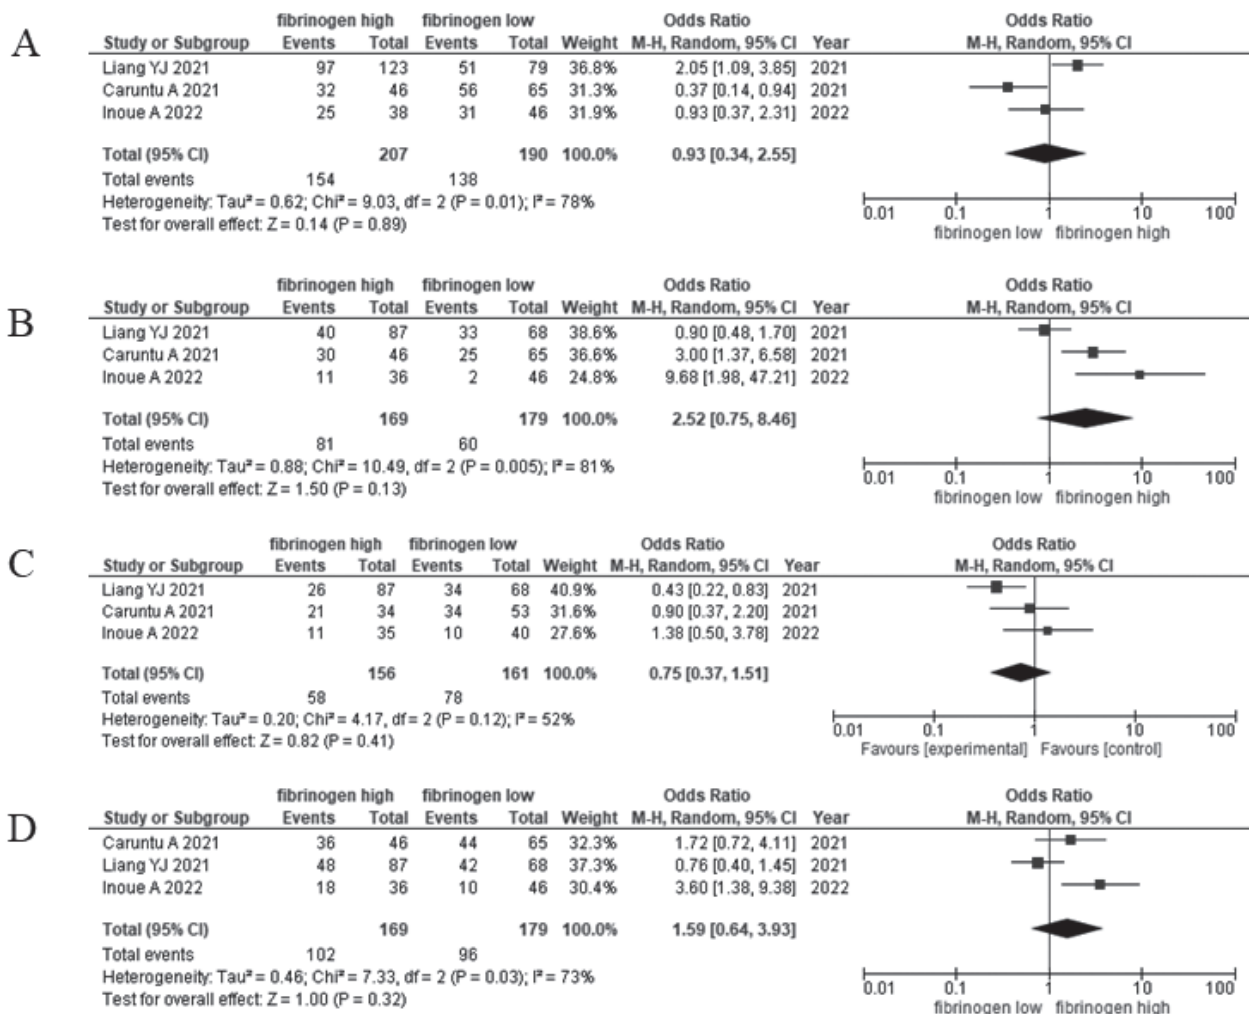 A
fibrinogen high fibrinogen low Odds Ratio Odds Ratio
Study or Subgroup Events Total Events Total Weight M-H, Random, 95% CI Year M-H, Random, 95% CI
Liang YJ 2021 97 123 51 79 36.8% 2.05 [1.09, 3.85] 2021
Caruntu A 2021 32 46 56 65 31.3% 0.37 [0.14, 0.94] 2021
Inoue A 2022 25 38 31 46 31.9% 0.93 [0.37, 2.31] 2022
Total (95% CI) 207 190 100.0% 0.93 [0.34, 2.55]
Total events 154 138
Heterogeneity: Tau² = 0.62; Chi² = 9.03, df = 2 (P = 0.01); I² = 78%
Test for overall effect: Z = 0.14 (P = 0.89)
0.01 0.1 1 10 100
fibrinogen low fibrinogen high
B
fibrinogen high fibrinogen low Odds Ratio Odds Ratio
Study or Subgroup Events Total Events Total Weight M-H, Random, 95% CI Year M-H, Random, 95% CI
Liang YJ 2021 40 87 33 68 38.6% 0.90 [0.48, 1.70] 2021
Caruntu A 2021 30 46 25 65 36.6% 3.00 [1.37, 6.58] 2021
Inoue A 2022 11 36 2 46 24.8% 9.68 [1.98, 47.21] 2022
Total (95% CI) 169 179 100.0% 2.52 [0.75, 8.46]
Total events 81 60
Heterogeneity: Tau² = 0.88; Chi² = 10.49, df = 2 (P = 0.005); I² = 81%
Test for overall effect: Z = 1.50 (P = 0.13)
0.01 0.1 1 10 100
fibrinogen low fibrinogen high
C
fibrinogen high fibrinogen low Odds Ratio Odds Ratio
Study or Subgroup Events Total Events Total Weight M-H, Random, 95% CI Year M-H, Random, 95% CI
Liang YJ 2021 26 87 34 68 40.9% 0.43 [0.22, 0.83] 2021
Caruntu A 2021 21 34 34 53 31.6% 0.90 [0.37, 2.20] 2021
Inoue A 2022 11 35 10 40 27.6% 1.38 [0.50, 3.78] 2022
Total (95% CI) 156 161 100.0% 0.75 [0.37, 1.51]
Total events 58 78
Heterogeneity: Tau² = 0.20; Chi² = 4.17, df = 2 (P = 0.12); I² = 52%
Test for overall effect: Z = 0.82 (P = 0.41)
0.01 0.1 1 10 100
Favours [experimental] Favours [control]
D
fibrinogen high fibrinogen low Odds Ratio Odds Ratio
Study or Subgroup Events Total Events Total Weight M-H, Random, 95% CI Year M-H, Random, 95% CI
Caruntu A 2021 36 46 44 65 32.3% 1.72 [0.72, 4.11] 2021
Liang YJ 2021 48 87 42 68 37.3% 0.76 [0.40, 1.45] 2021
Inoue A 2022 18 36 10 46 30.4% 3.60 [1.38, 9.38] 2022
Total (95% CI) 169 179 100.0% 1.59 [0.64, 3.93]
Total events 102 96
Heterogeneity: Tau² = 0.46; Chi² = 7.33, df = 2 (P = 0.03); I² = 73%
Test for overall effect: Z = 1.00 (P = 0.32)
0.01 0.1 1 10 100
fibrinogen low fibrinogen high